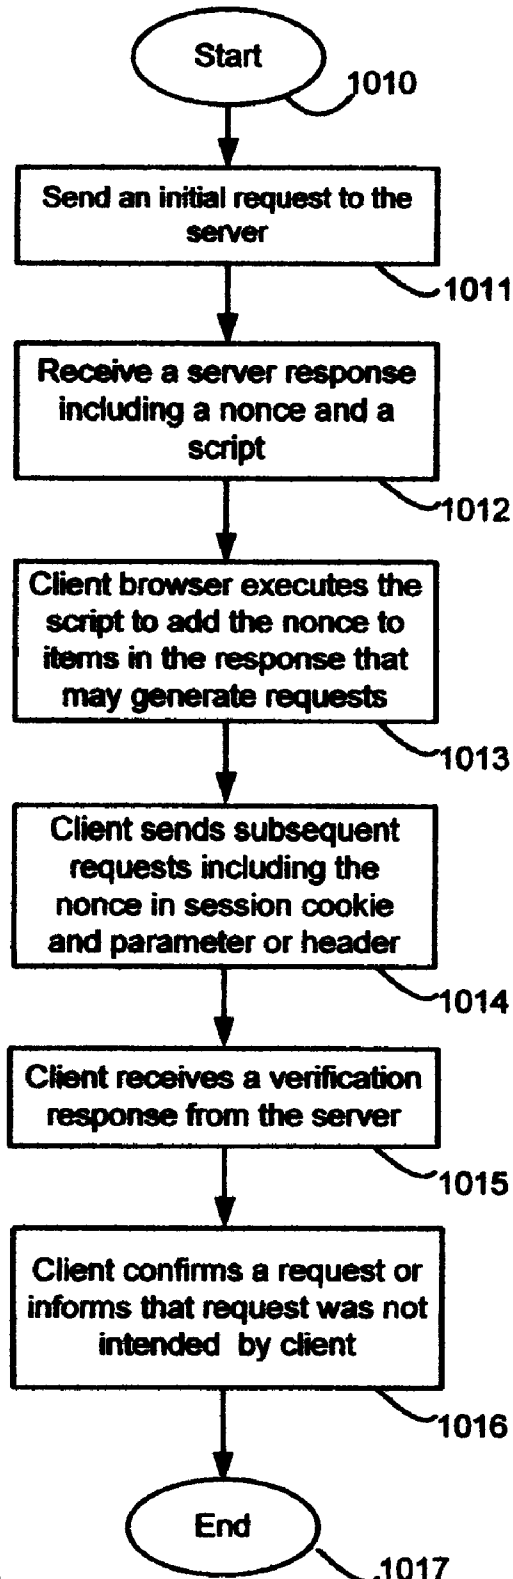 Start
1010
Send an initial request to the
server
1011
Receive a server response
including a nonce and a
script
1012
Client browser executes the
script to add the nonce to
items in the response that
may generate requests
1013
Client sends subsequent
requests including the
nonce in session cookie
and parameter or header
1014
Client receives a verification
response from the server
1015
Client confirms a request or
informs that request was not
intended by client
1016
End
1017